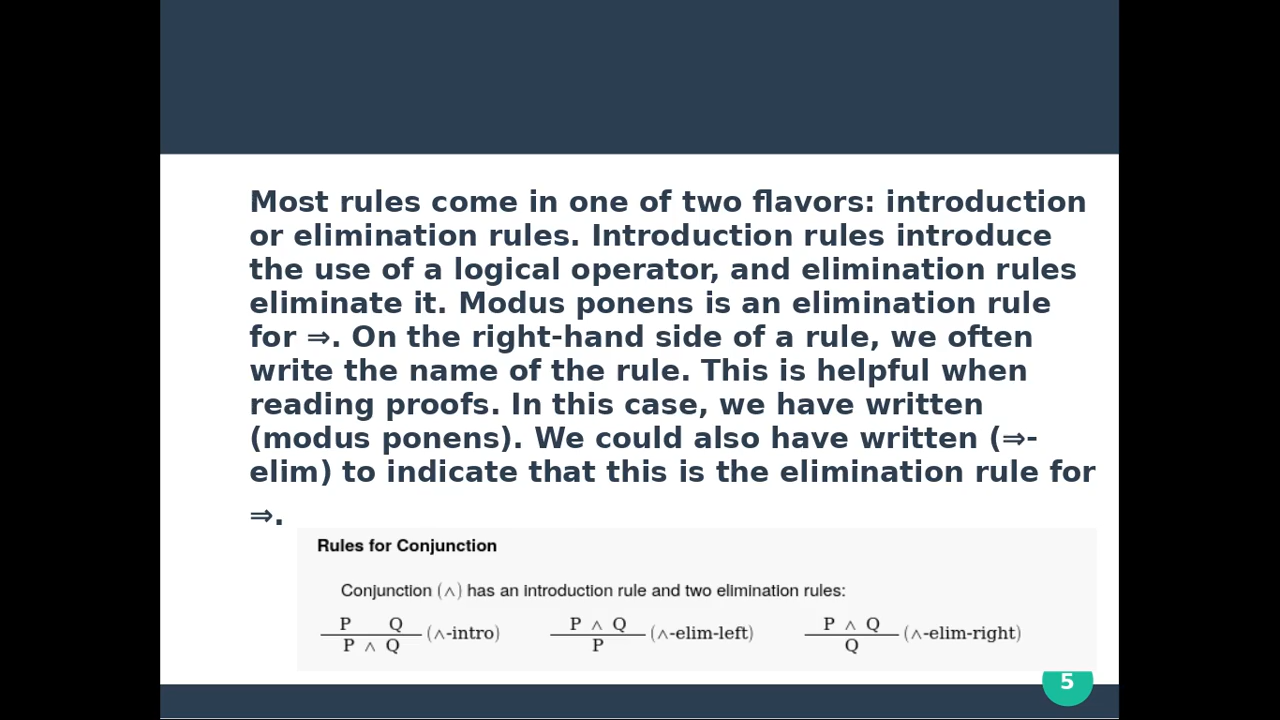 Most rules come in one of two flavors: introduction
or elimination rules. Introduction rules introduce
the use of a logical operator, and elimination rules
eliminate it. Modus ponens is an elimination rule
for ⇒. On the right-hand side of a rule, we often
write the name of the rule. This is helpful when
reading proofs. In this case, we have written
(modus ponens). We could also have written (⇒-
elim) to indicate that this is the elimination rule for
⇒.
Rules for Conjunction
Conjunction (∧) has an introduction rule and two elimination rules:
P Q
P ∧ Q
(∧-intro)
P ∧ Q
P
(∧-elim-left)
P ∧ Q
Q
(∧-elim-right)
5